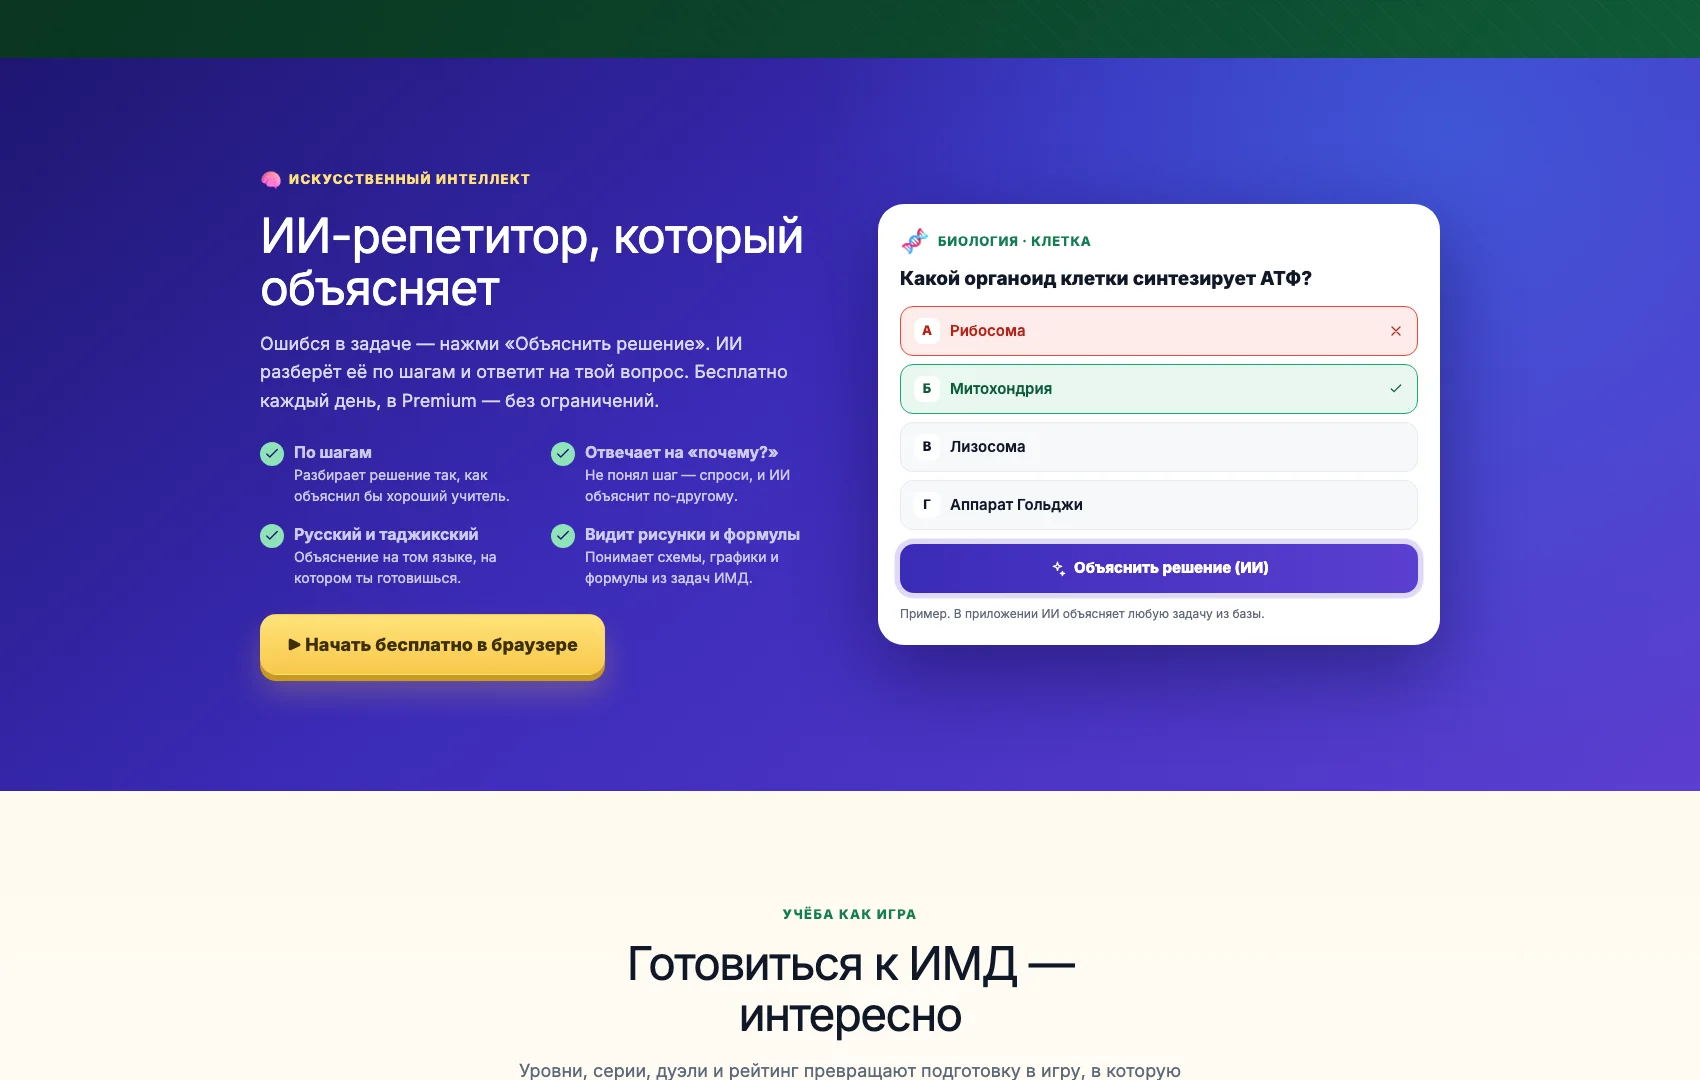 ИСКУССТВЕННЫЙ ИНТЕЛЛЕКТ
ИИ-репетитор, который
объясняет
Ошибся в задаче — нажми «Объяснить решение». ИИ
разберёт её по шагам и ответит на твой вопрос. Бесплатно
каждый день, в Premium — без ограничений.
По шагам
Разбирает решение так, как
объяснил бы хороший учитель.
Отвечает на «почему?»
Не понял шаг — спроси, и ИИ
объяснит по-другому.
Русский и таджикский
Объяснение на том языке, на
котором ты готовишься.
Видит рисунки и формулы
Понимает схемы, графики и
формулы из задач ИМД.
Начать бесплатно в браузере
БИОЛОГИЯ · КЛЕТКА
Какой органоид клетки синтезирует АТФ?
А Рибосома
Б Митохондрия
В Лизосома
Г Аппарат Гольджи
Объяснить решение (ИИ)
Пример. В приложении ИИ объясняет любую задачу из базы.
УЧЁБА КАК ИГРА
Готовиться к ИМД —
интересно
Уровни, серии, дуэли и рейтинг превращают подготовку в игру, в которую